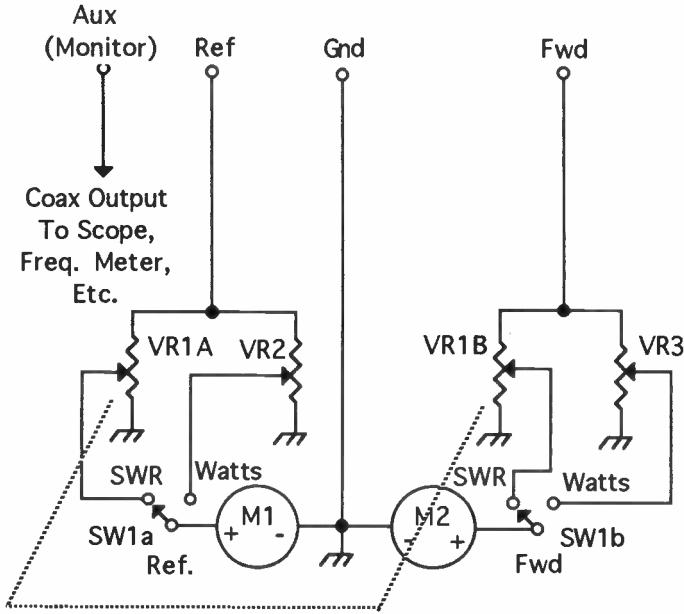 Aux
(Monitor)
Ref
Gnd
Fwd
Coax Output
To Scope,
Freq. Meter,
Etc.
VR1A
VR2
VR1B
VR3
SWR
Watts
SWR
Watts
SW1a
+ M1 -
M2
- +
SW1b
Ref.
Fwd